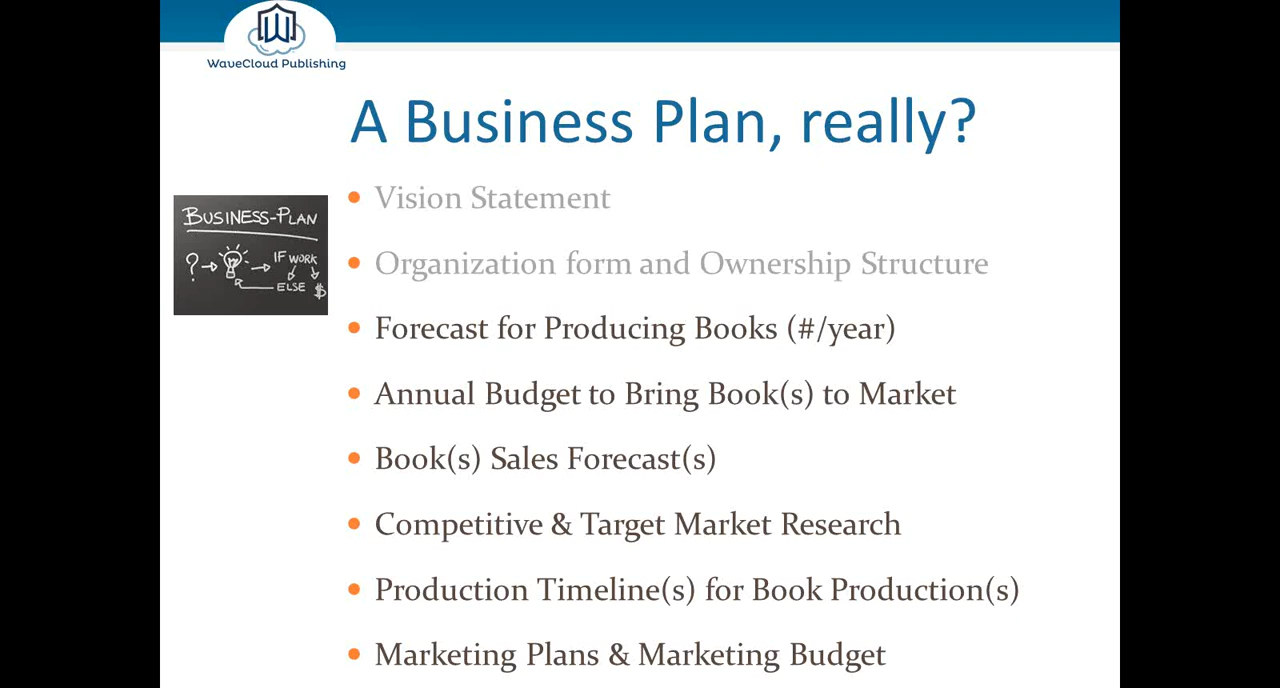 WaveCloud Publishing
A Business Plan, really?
BUSINESS-PLAN
? IF WORK
ELSE $
• Vision Statement
• Organization form and Ownership Structure
• Forecast for Producing Books (#/year)
• Annual Budget to Bring Book(s) to Market
• Book(s) Sales Forecast(s)
• Competitive & Target Market Research
• Production Timeline(s) for Book Production(s)
• Marketing Plans & Marketing Budget